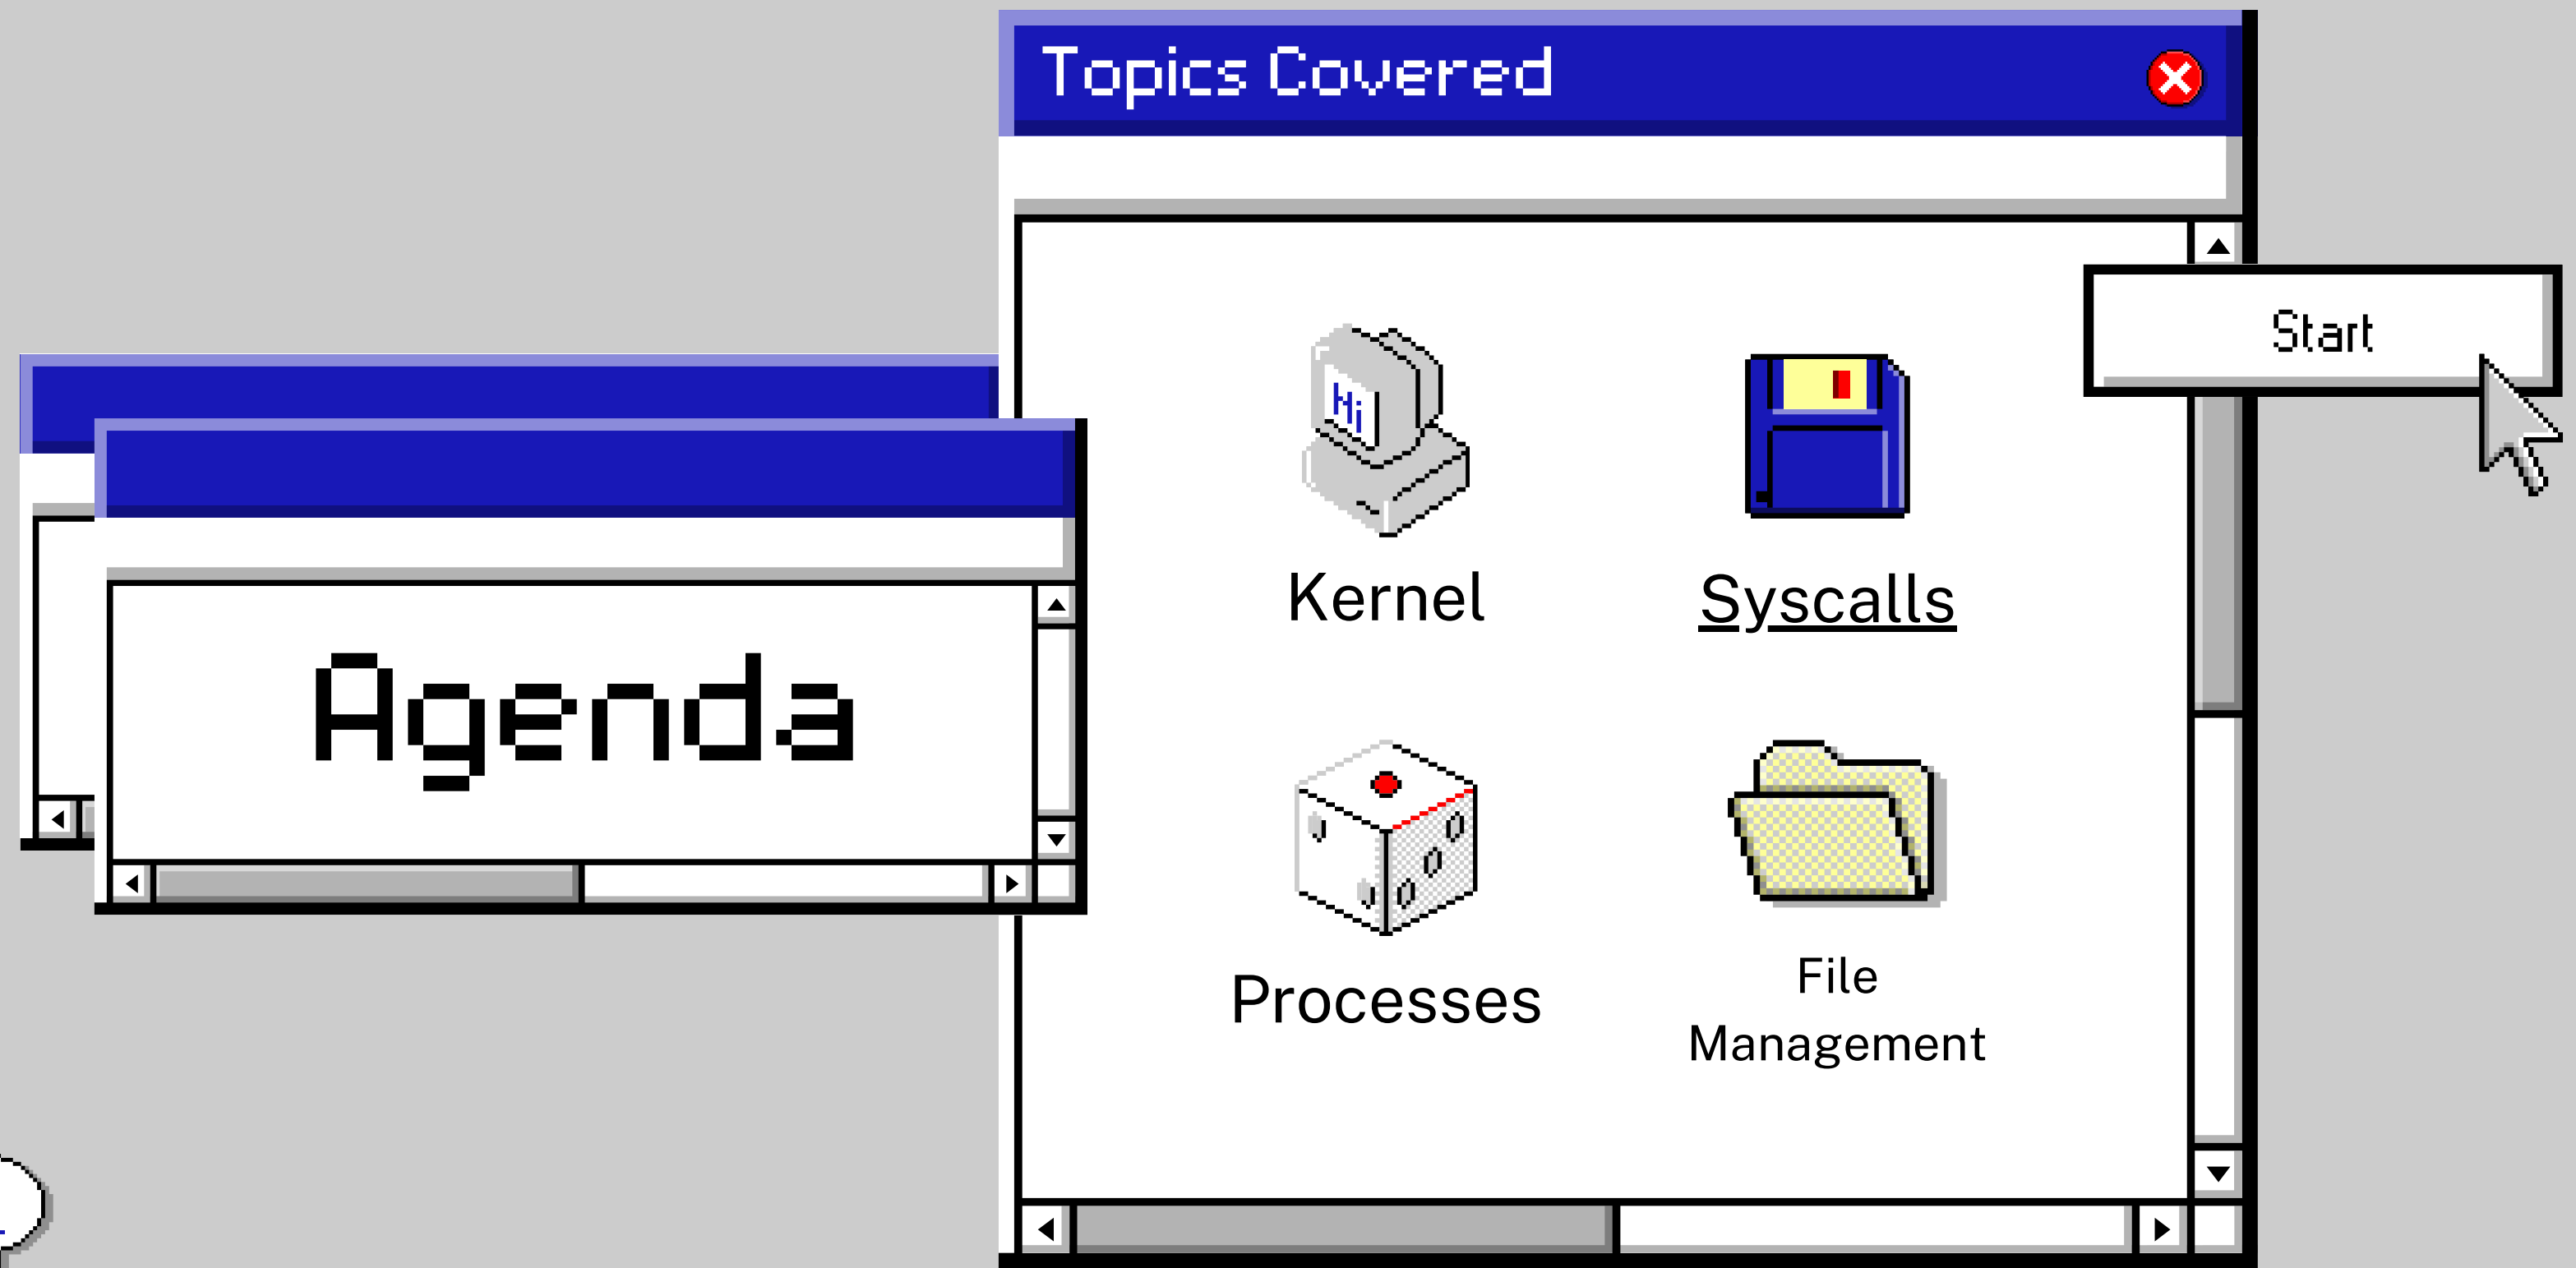 Topics Covered
Start
Hi
Kernel
Syscalls
Agenda
Processes
File
Management